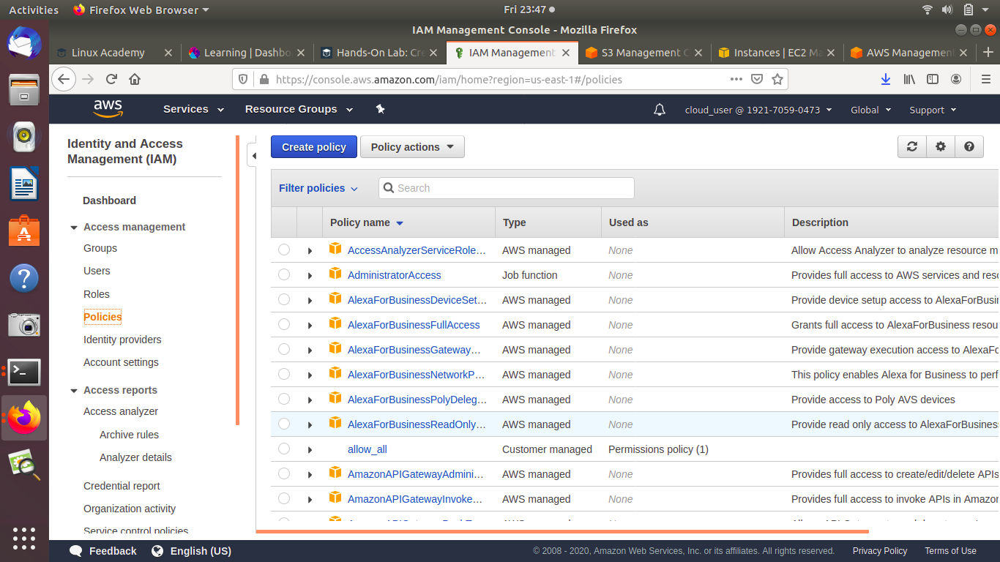 Activities Firefox Web Browser Fri 23:47
IAM Management Console - Mozilla Firefox
Linux Academy Learning | Dashbo Hands-On Lab: Cre IAM Management S3 Management C Instances | EC2 Ma AWS Management
https://console.aws.amazon.com/iam/home?region=us-east-1#/policies
aws Services Resource Groups cloud_user @ 1921-7059-0473 Global Support
Identity and Access
Management (IAM)
Dashboard
Access management
Groups
Users
Roles
Policies
Identity providers
Account settings
Access reports
Access analyzer
Archive rules
Analyzer details
Credential report
Organization activity
Service control policies
Create policy Policy actions
Filter policies Search
Policy name Type Used as Description
AccessAnalyzerServiceRole… AWS managed None Allow Access Analyzer to analyze resource m
AdministratorAccess Job function None Provides full access to AWS services and reso
AlexaForBusinessDeviceSet… AWS managed None Provide device setup access to AlexaForBusi
AlexaForBusinessFullAccess AWS managed None Grants full access to AlexaForBusiness resou
AlexaForBusinessGateway… AWS managed None Provide gateway execution access to AlexaFo
AlexaForBusinessNetworkP… AWS managed None This policy enables Alexa for Business to perf
AlexaForBusinessPolyDeleg… AWS managed None Provide access to Poly AVS devices
AlexaForBusinessReadOnly… AWS managed None Provide read only access to AlexaForBusiness
allow_all Customer managed Permissions policy (1)
AmazonAPIGatewayAdmini… AWS managed None Provides full access to create/edit/delete APIs
AmazonAPIGatewayInvoke… AWS managed None Provides full access to invoke APIs in Amazon
Feedback English (US) © 2008 - 2020, Amazon Web Services, Inc. or its affiliates. All rights reserved. Privacy Policy Terms of Use